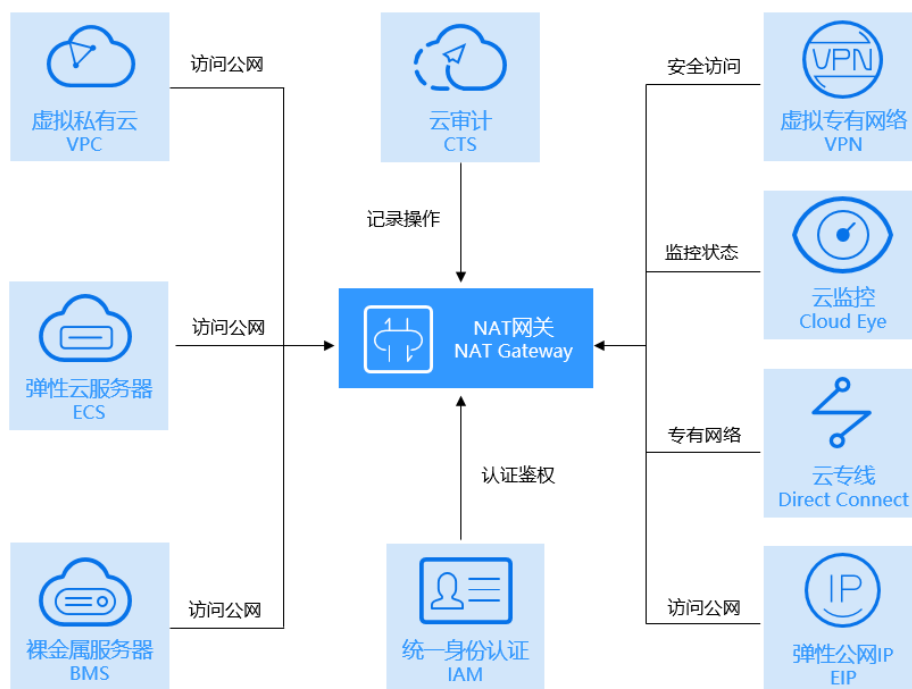 虚拟私有云
VPC
访问公网
云审计
CTS
安全访问
VPN
虚拟专有网络
VPN
记录操作
监控状态
云监控
Cloud Eye
弹性云服务器
ECS
访问公网
NAT网关
NAT Gateway
专有网络
云专线
Direct Connect
认证鉴权
裸金属服务器
BMS
访问公网
统一身份认证
IAM
访问公网
IP
弹性公网IP
EIP